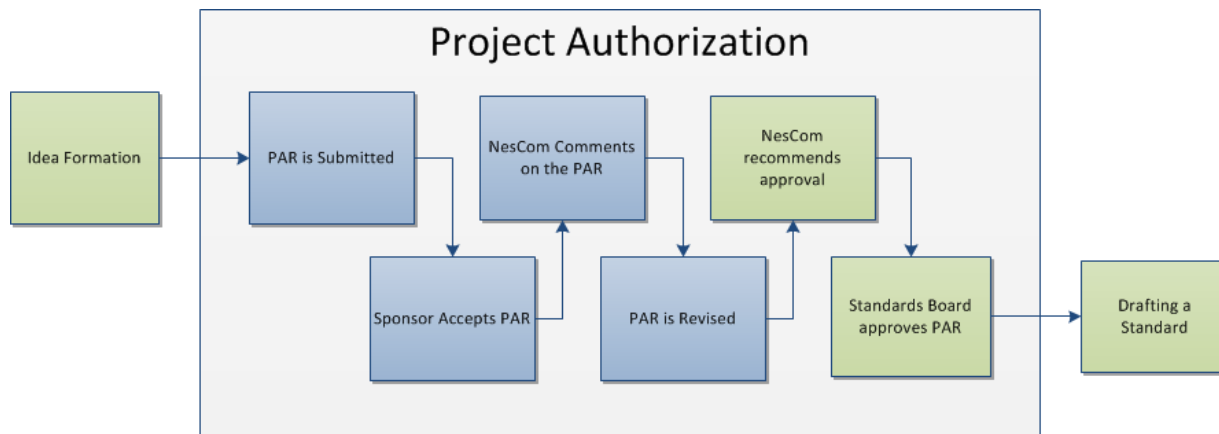 Project Authorization
Idea Formation
PAR is Submitted
Sponsor Accepts PAR
NesCom Comments
on the PAR
PAR is Revised
NesCom
recommends
approval
Standards Board
approves PAR
Drafting a
Standard